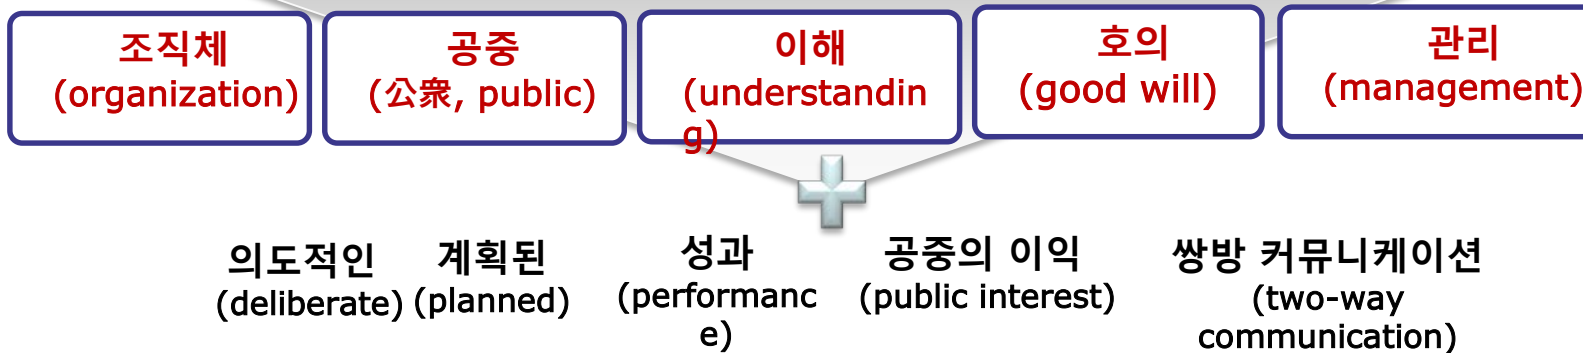 조직체
(organization)
공중
(公衆, public)
이해
(understandin
g)
호의
(good will)
관리
(management)
의도적인
(deliberate)
계획된
(planned)
성과
(performanc
e)
공중의 이익
(public interest)
쌍방 커뮤니케이션
(two-way
communication)